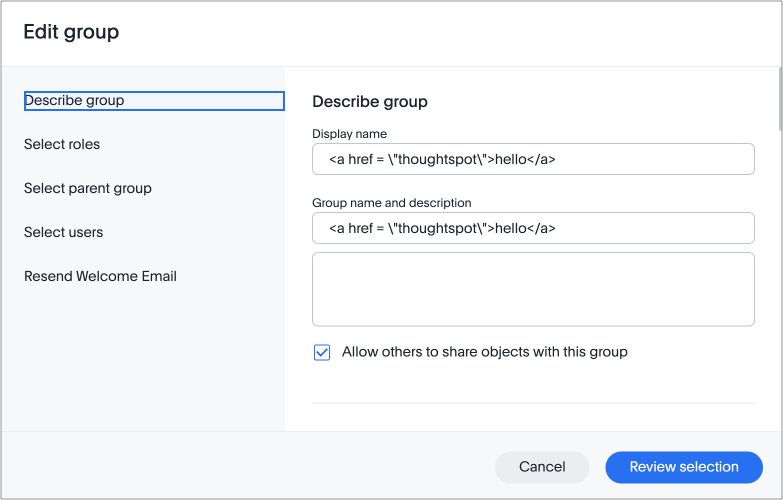 Edit group
Describe group
Select roles
Select parent group
Select users
Resend Welcome Email
Describe group
Display name
<a href = \"thoughtspot\">hello</a>
Group name and description
<a href = \"thoughtspot\">hello</a>
Allow others to share objects with this group
Cancel
Review selection